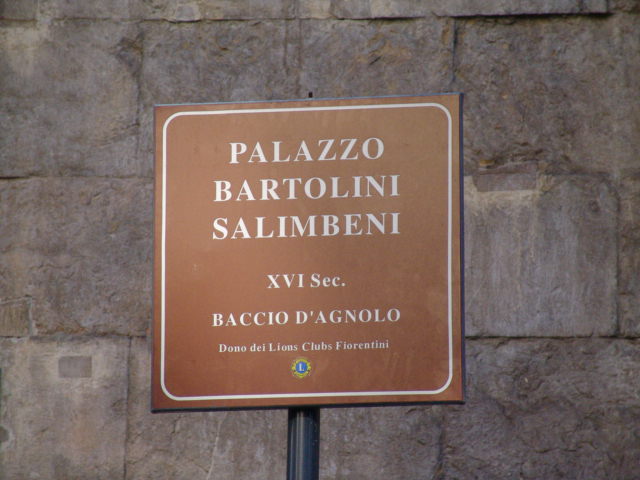 PALAZZO
BARTOLINI
SALIMBENI
XVI Sec.
BACCIO D'AGNOLO
Dono dei Lions Clubs Fiorentini
L